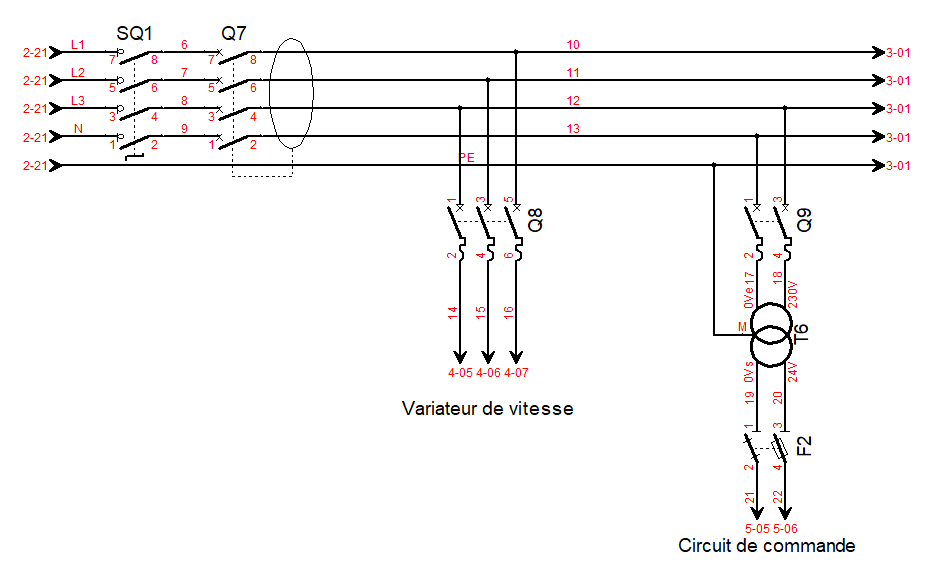 SQ1 Q7
2-21 L1 7 8 6 7 8 10 3-01
2-21 L2 5 6 7 5 6 11 3-01
2-21 L3 3 4 8 3 4 12 3-01
2-21 N 1 2 9 1 2 13 3-01
2-21 PE 3-01
1 3 5 Q8
2 4 6
14 15 16
4-05 4-06 4-07
Variateur de vitesse
1 3 Q9
2 4
17 18
0Ve 230V
M T6
0Vs 24V
19 20
1 3 F2
2 4
21 22
5-05 5-06
Circuit de commande